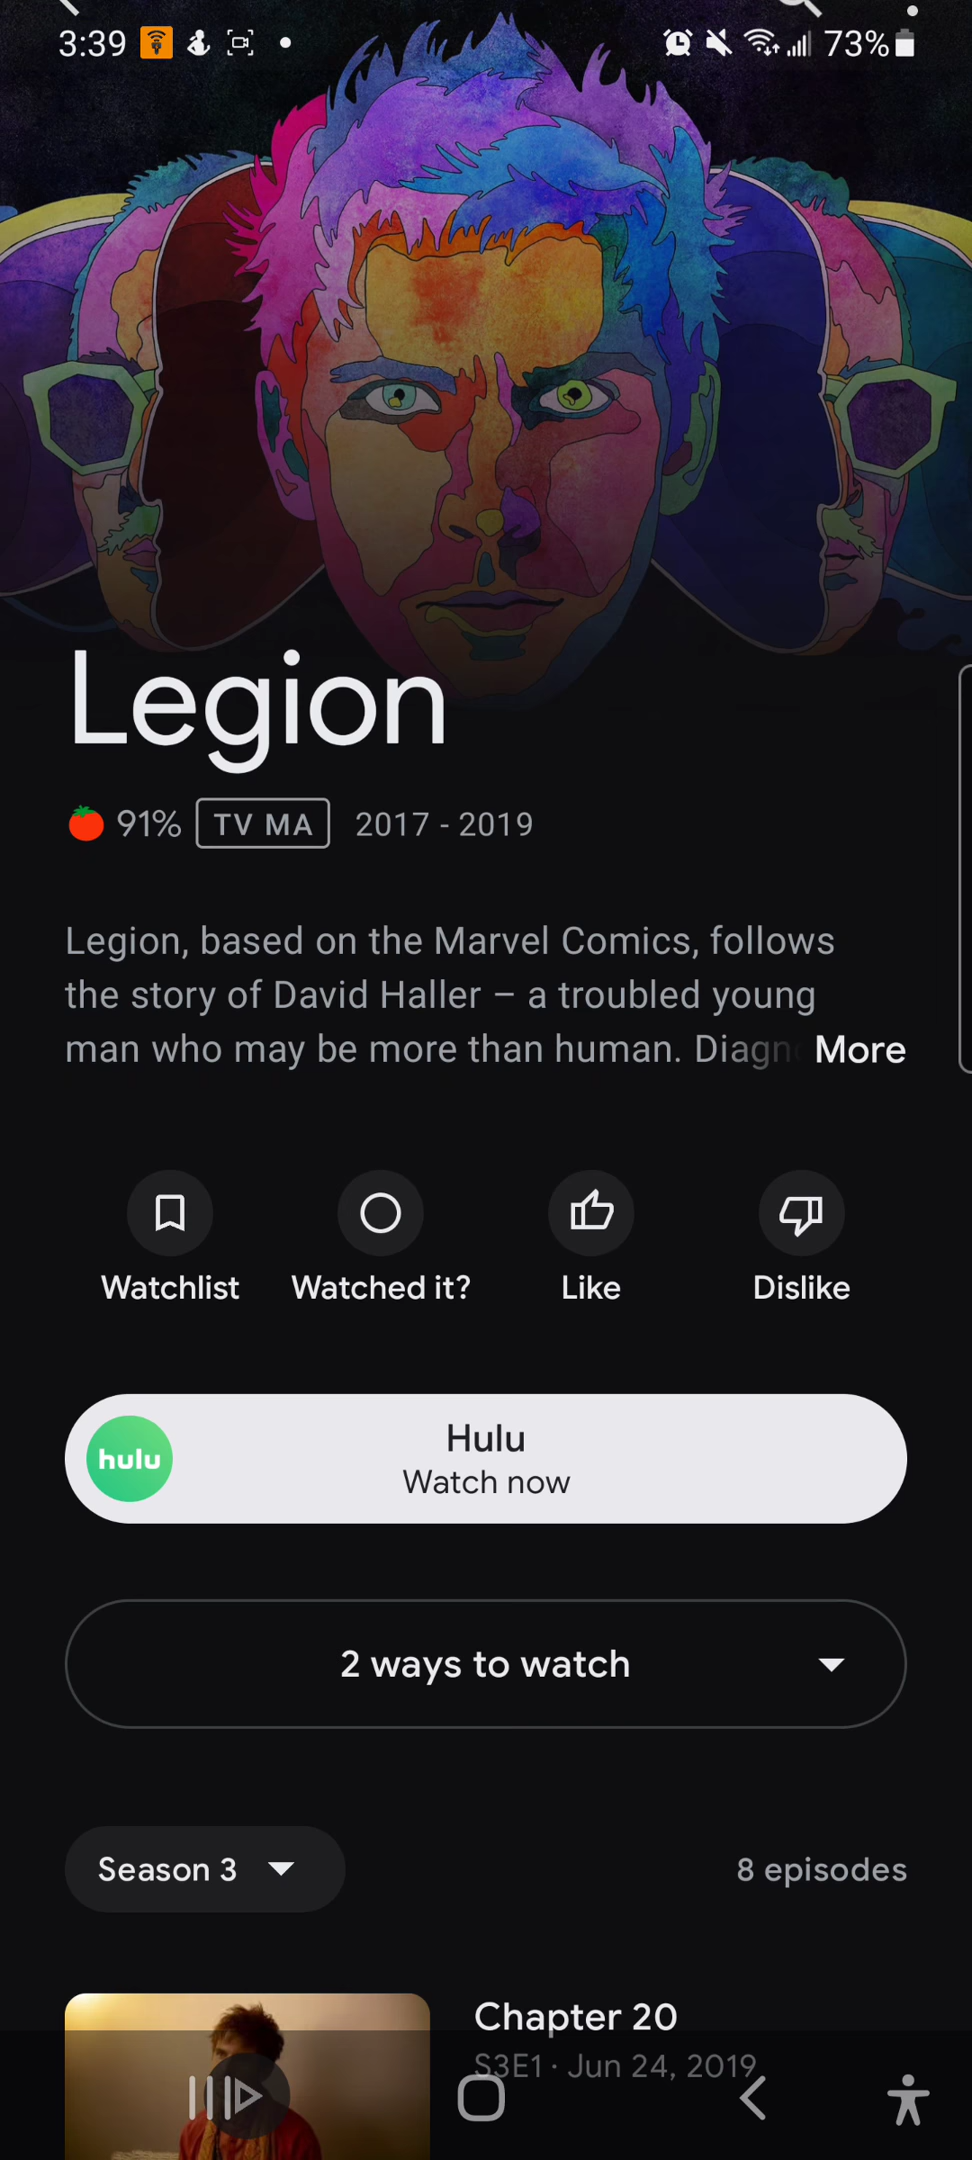 3:39
73%
Legion
91% TV MA 2017 - 2019
Legion, based on the Marvel Comics, follows
the story of David Haller – a troubled young
man who may be more than human. Diagn More
Watchlist Watched it? Like Dislike
hulu
Hulu
Watch now
2 ways to watch
Season 3
8 episodes
Chapter 20
S3E1 · Jun 24, 2019